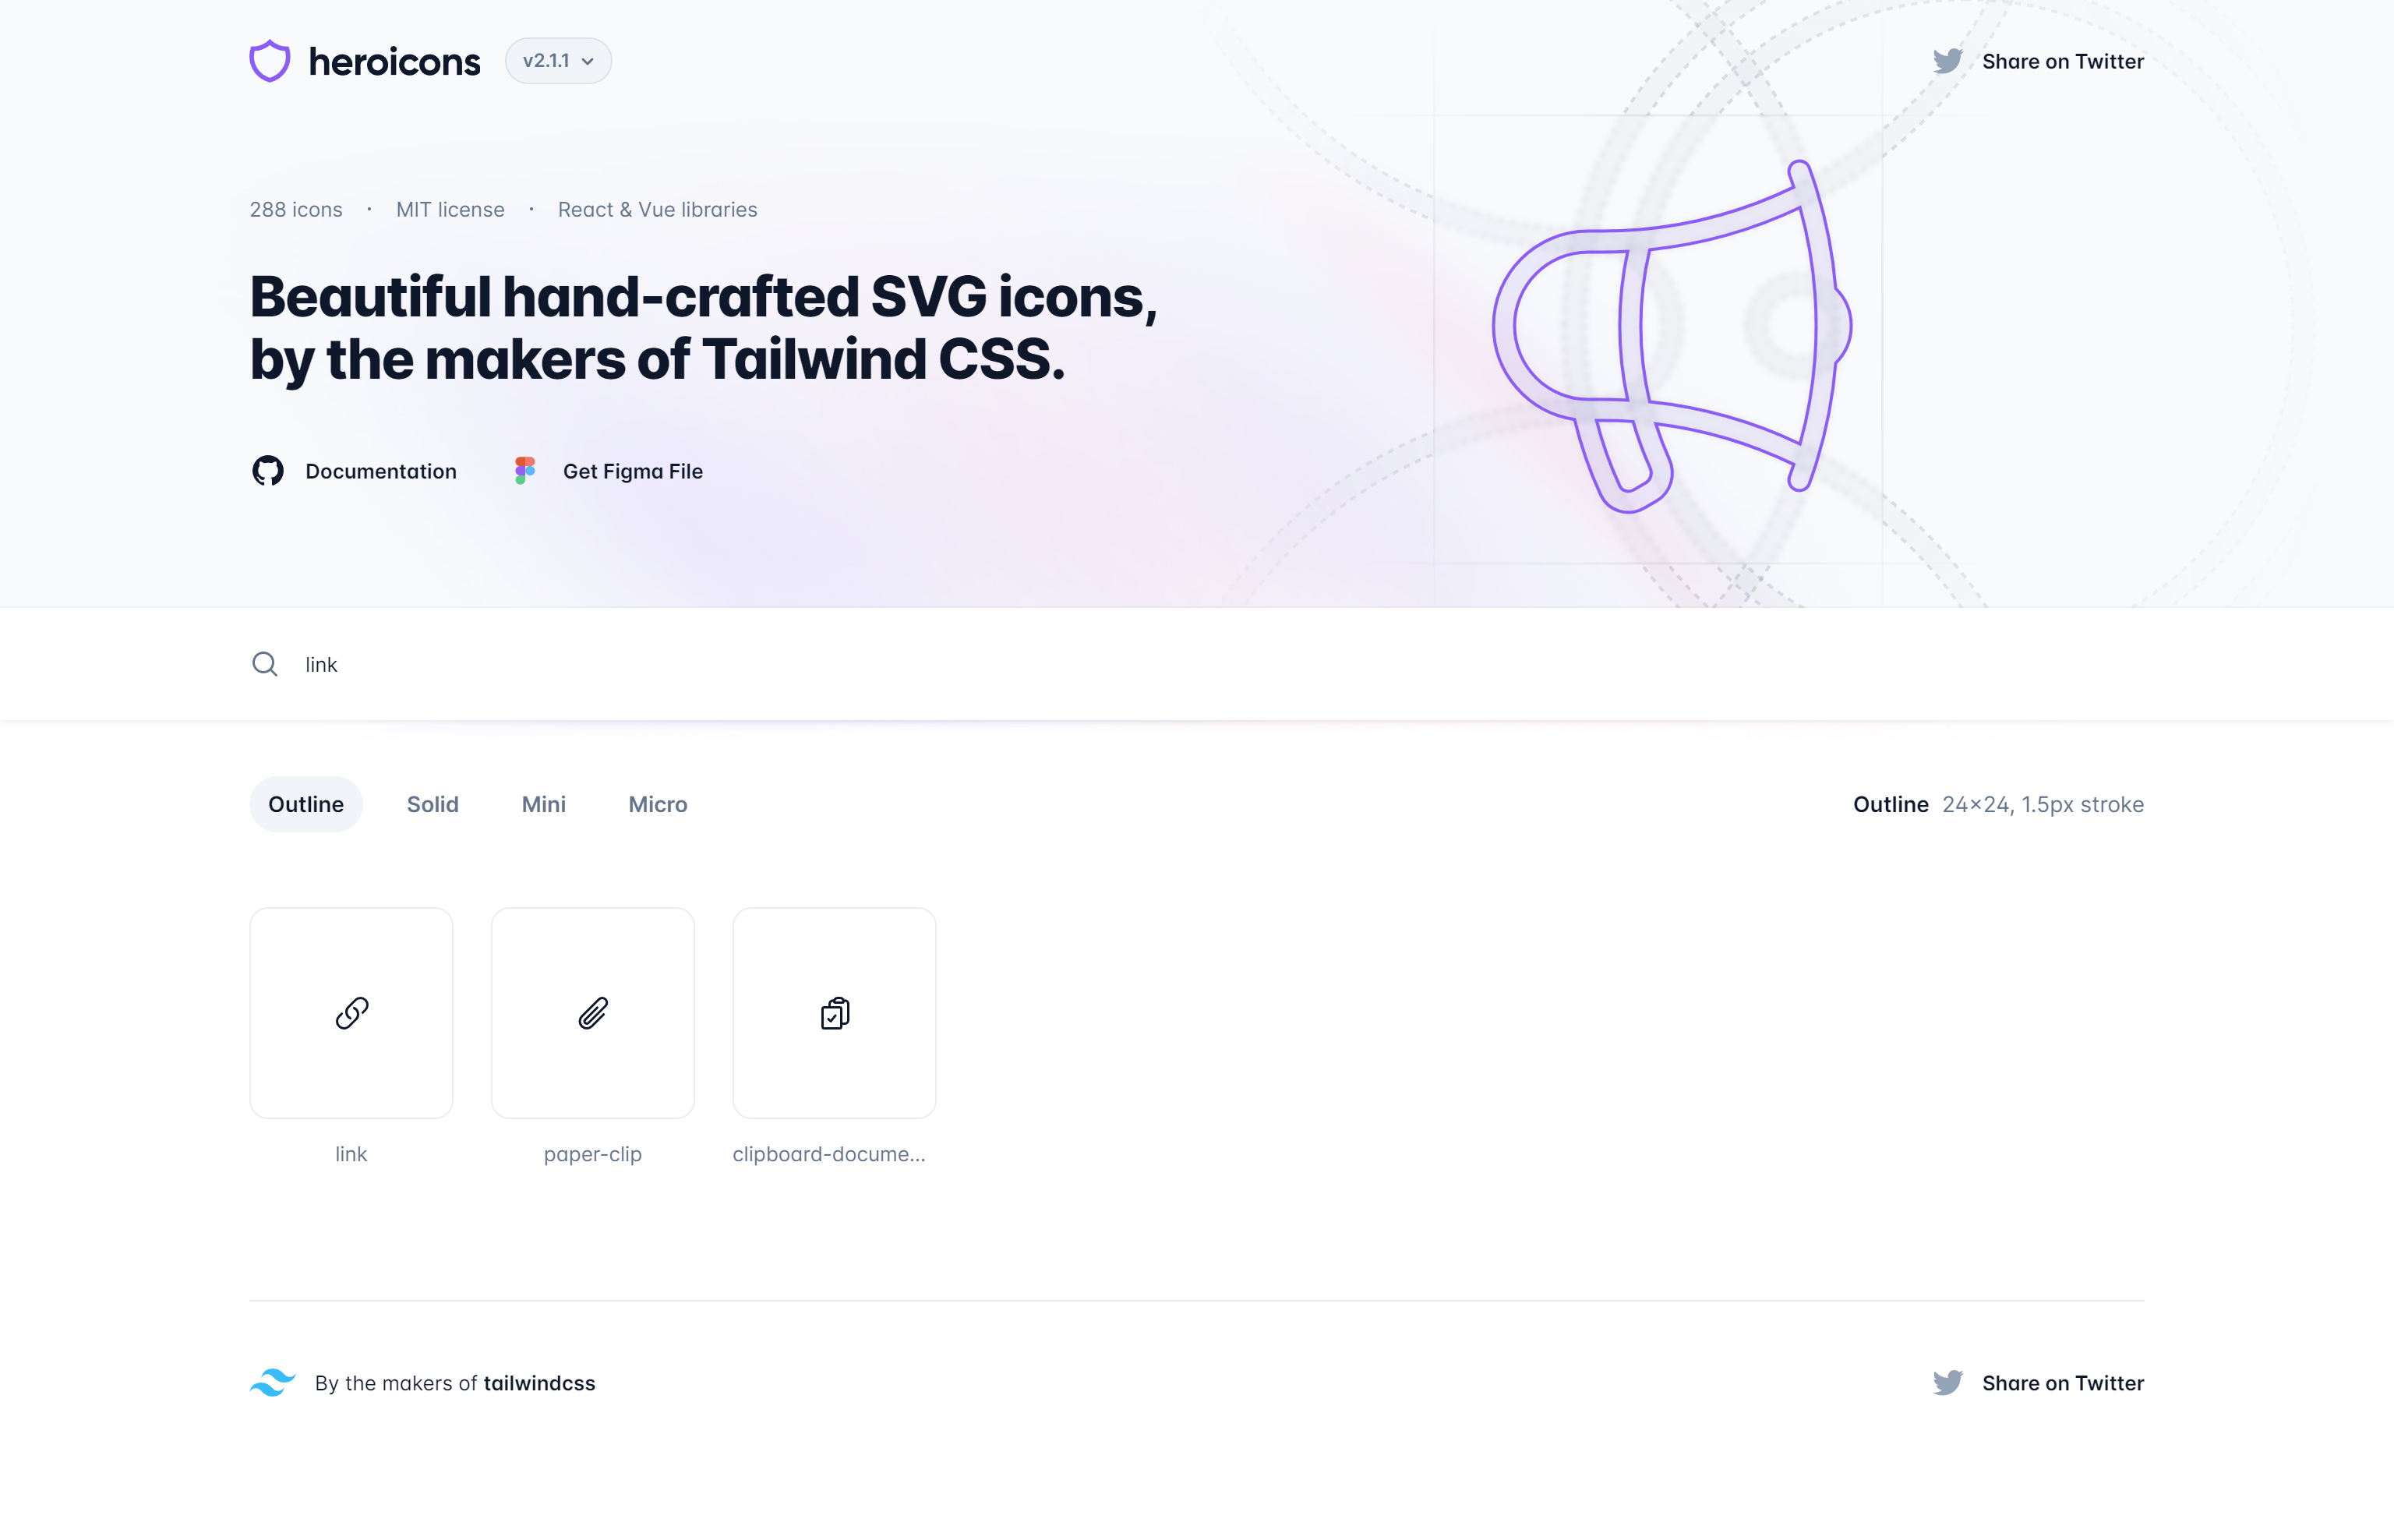 heroicons
v2.1.1
Share on Twitter
288 icons · MIT license · React & Vue libraries
Beautiful hand-crafted SVG icons,
by the makers of Tailwind CSS.
Documentation
Get Figma File
link
Outline
Solid
Mini
Micro
Outline 24×24, 1.5px stroke
link
paper-clip
clipboard-docume...
By the makers of tailwindcss
Share on Twitter